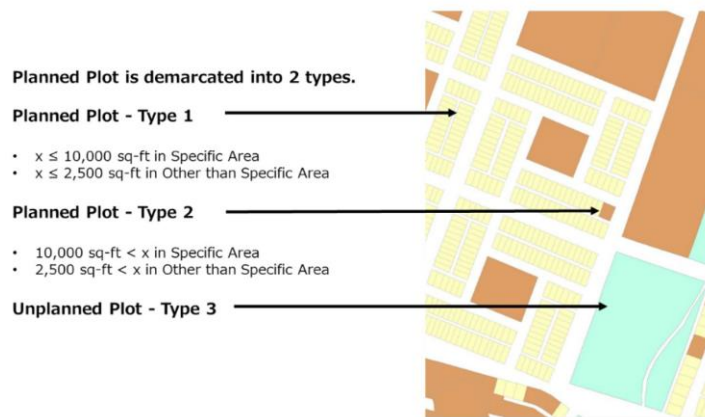 Planned Plot is demarcated into 2 types.
Planned Plot - Type 1
• x ≤ 10,000 sq-ft in Specific Area
• x ≤ 2,500 sq-ft in Other than Specific Area
Planned Plot - Type 2
• 10,000 sq-ft < x in Specific Area
• 2,500 sq-ft < x in Other than Specific Area
Unplanned Plot - Type 3